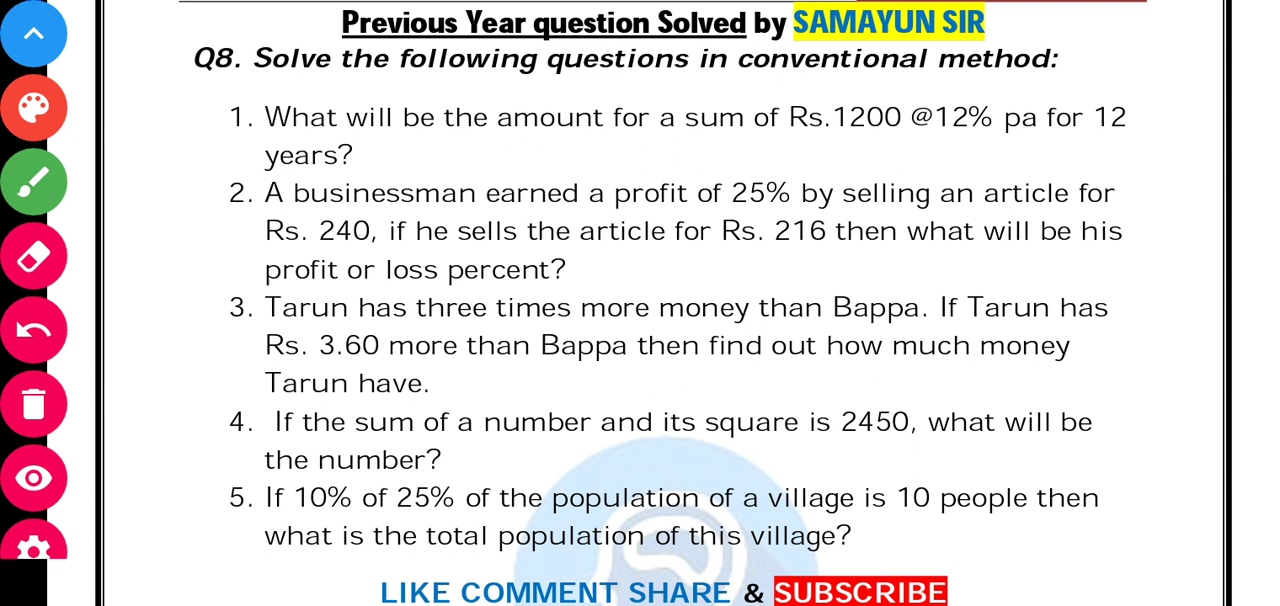 Previous Year question Solved by SAMAYUN SIR
Q8. Solve the following questions in conventional method:
1. What will be the amount for a sum of Rs.1200 @12% pa for 12
years?
2. A businessman earned a profit of 25% by selling an article for
Rs. 240, if he sells the article for Rs. 216 then what will be his
profit or loss percent?
3. Tarun has three times more money than Bappa. If Tarun has
Rs. 3.60 more than Bappa then find out how much money
Tarun have.
4. If the sum of a number and its square is 2450, what will be
the number?
5. If 10% of 25% of the population of a village is 10 people then
what is the total population of this village?
LIKE COMMENT SHARE & SUBSCRIBE